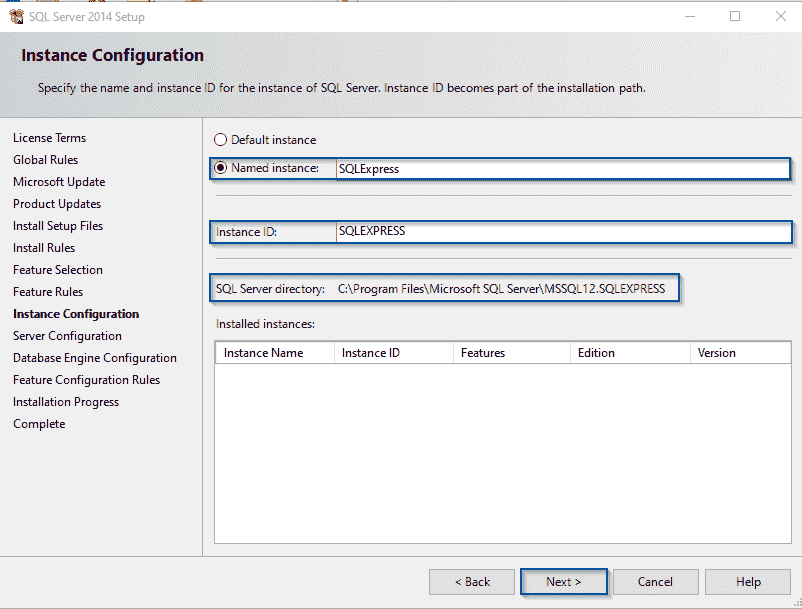 SQL Server 2014 Setup
Instance Configuration
Specify the name and instance ID for the instance of SQL Server. Instance ID becomes part of the installation path.
License Terms
Global Rules
Microsoft Update
Product Updates
Install Setup Files
Install Rules
Feature Selection
Feature Rules
Instance Configuration
Server Configuration
Database Engine Configuration
Feature Configuration Rules
Installation Progress
Complete
Default instance
Named instance: SQLExpress
Instance ID: SQLEXPRESS
SQL Server directory: C:\Program Files\Microsoft SQL Server\MSSQL12.SQLEXPRESS
Installed instances:
Instance Name Instance ID Features Edition Version
< Back Next > Cancel Help